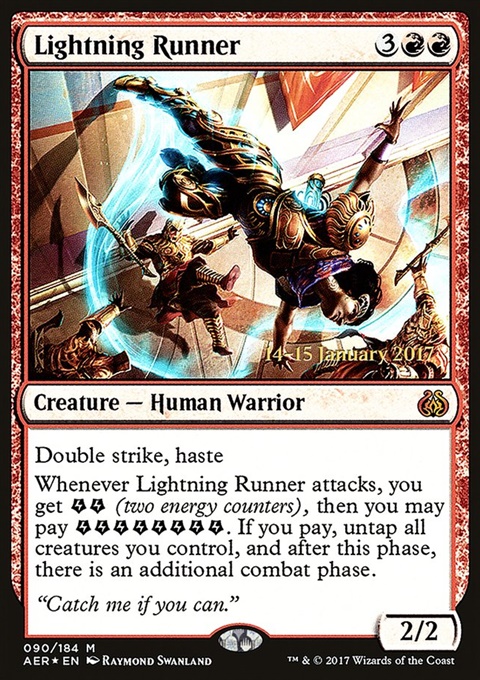 Lightning Runner 3
14–15 January 2017
Creature — Human Warrior
Double strike, haste
Whenever Lightning Runner attacks, you
get (two energy counters), then you may
pay . If you pay, untap all
creatures you control, and after this phase,
there is an additional combat phase.
“Catch me if you can.”
2/2
090/184 M
AER★EN Raymond Swanland
™ & © 2017 Wizards of the Coast